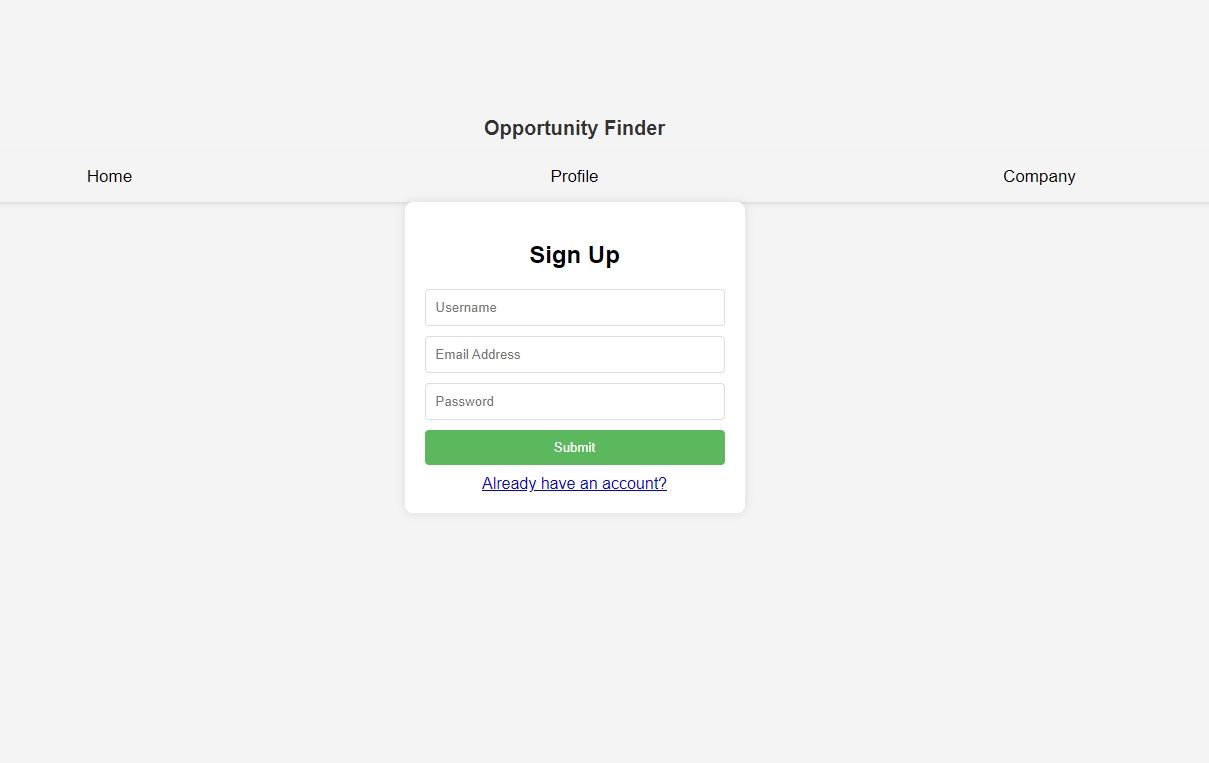 Opportunity Finder
Home Profile Company
Sign Up
Username
Email Address
Password
Submit
Already have an account?